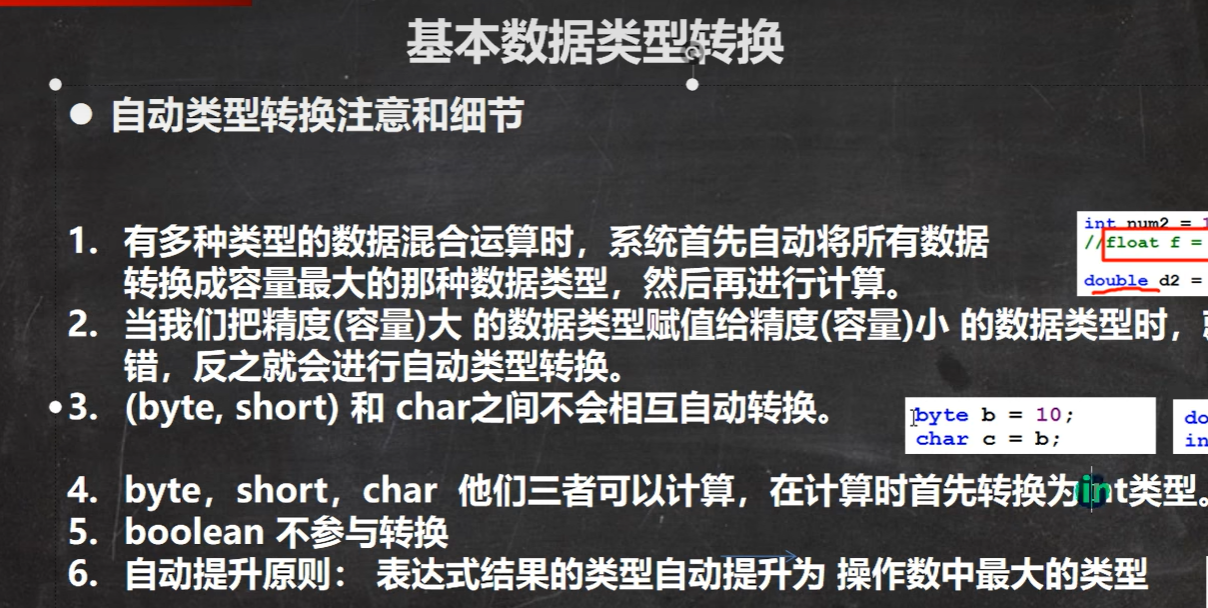 基本数据类型转换
● 自动类型转换注意和细节
1. 有多种类型的数据混合运算时，系统首先自动将所有数据
转换成容量最大的那种数据类型，然后再进行计算。
int num2 =
//float f =
double d2 =
2. 当我们把精度(容量)大 的数据类型赋值给精度(容量)小 的数据类型时，
错，反之就会进行自动类型转换。
3. (byte, short) 和 char之间不会相互自动转换。
byte b = 10;
char c = b;
do
in
4. byte，short，char 他们三者可以计算，在计算时首先转换为int类型。
5. boolean 不参与转换
6. 自动提升原则： 表达式结果的类型自动提升为 操作数中最大的类型